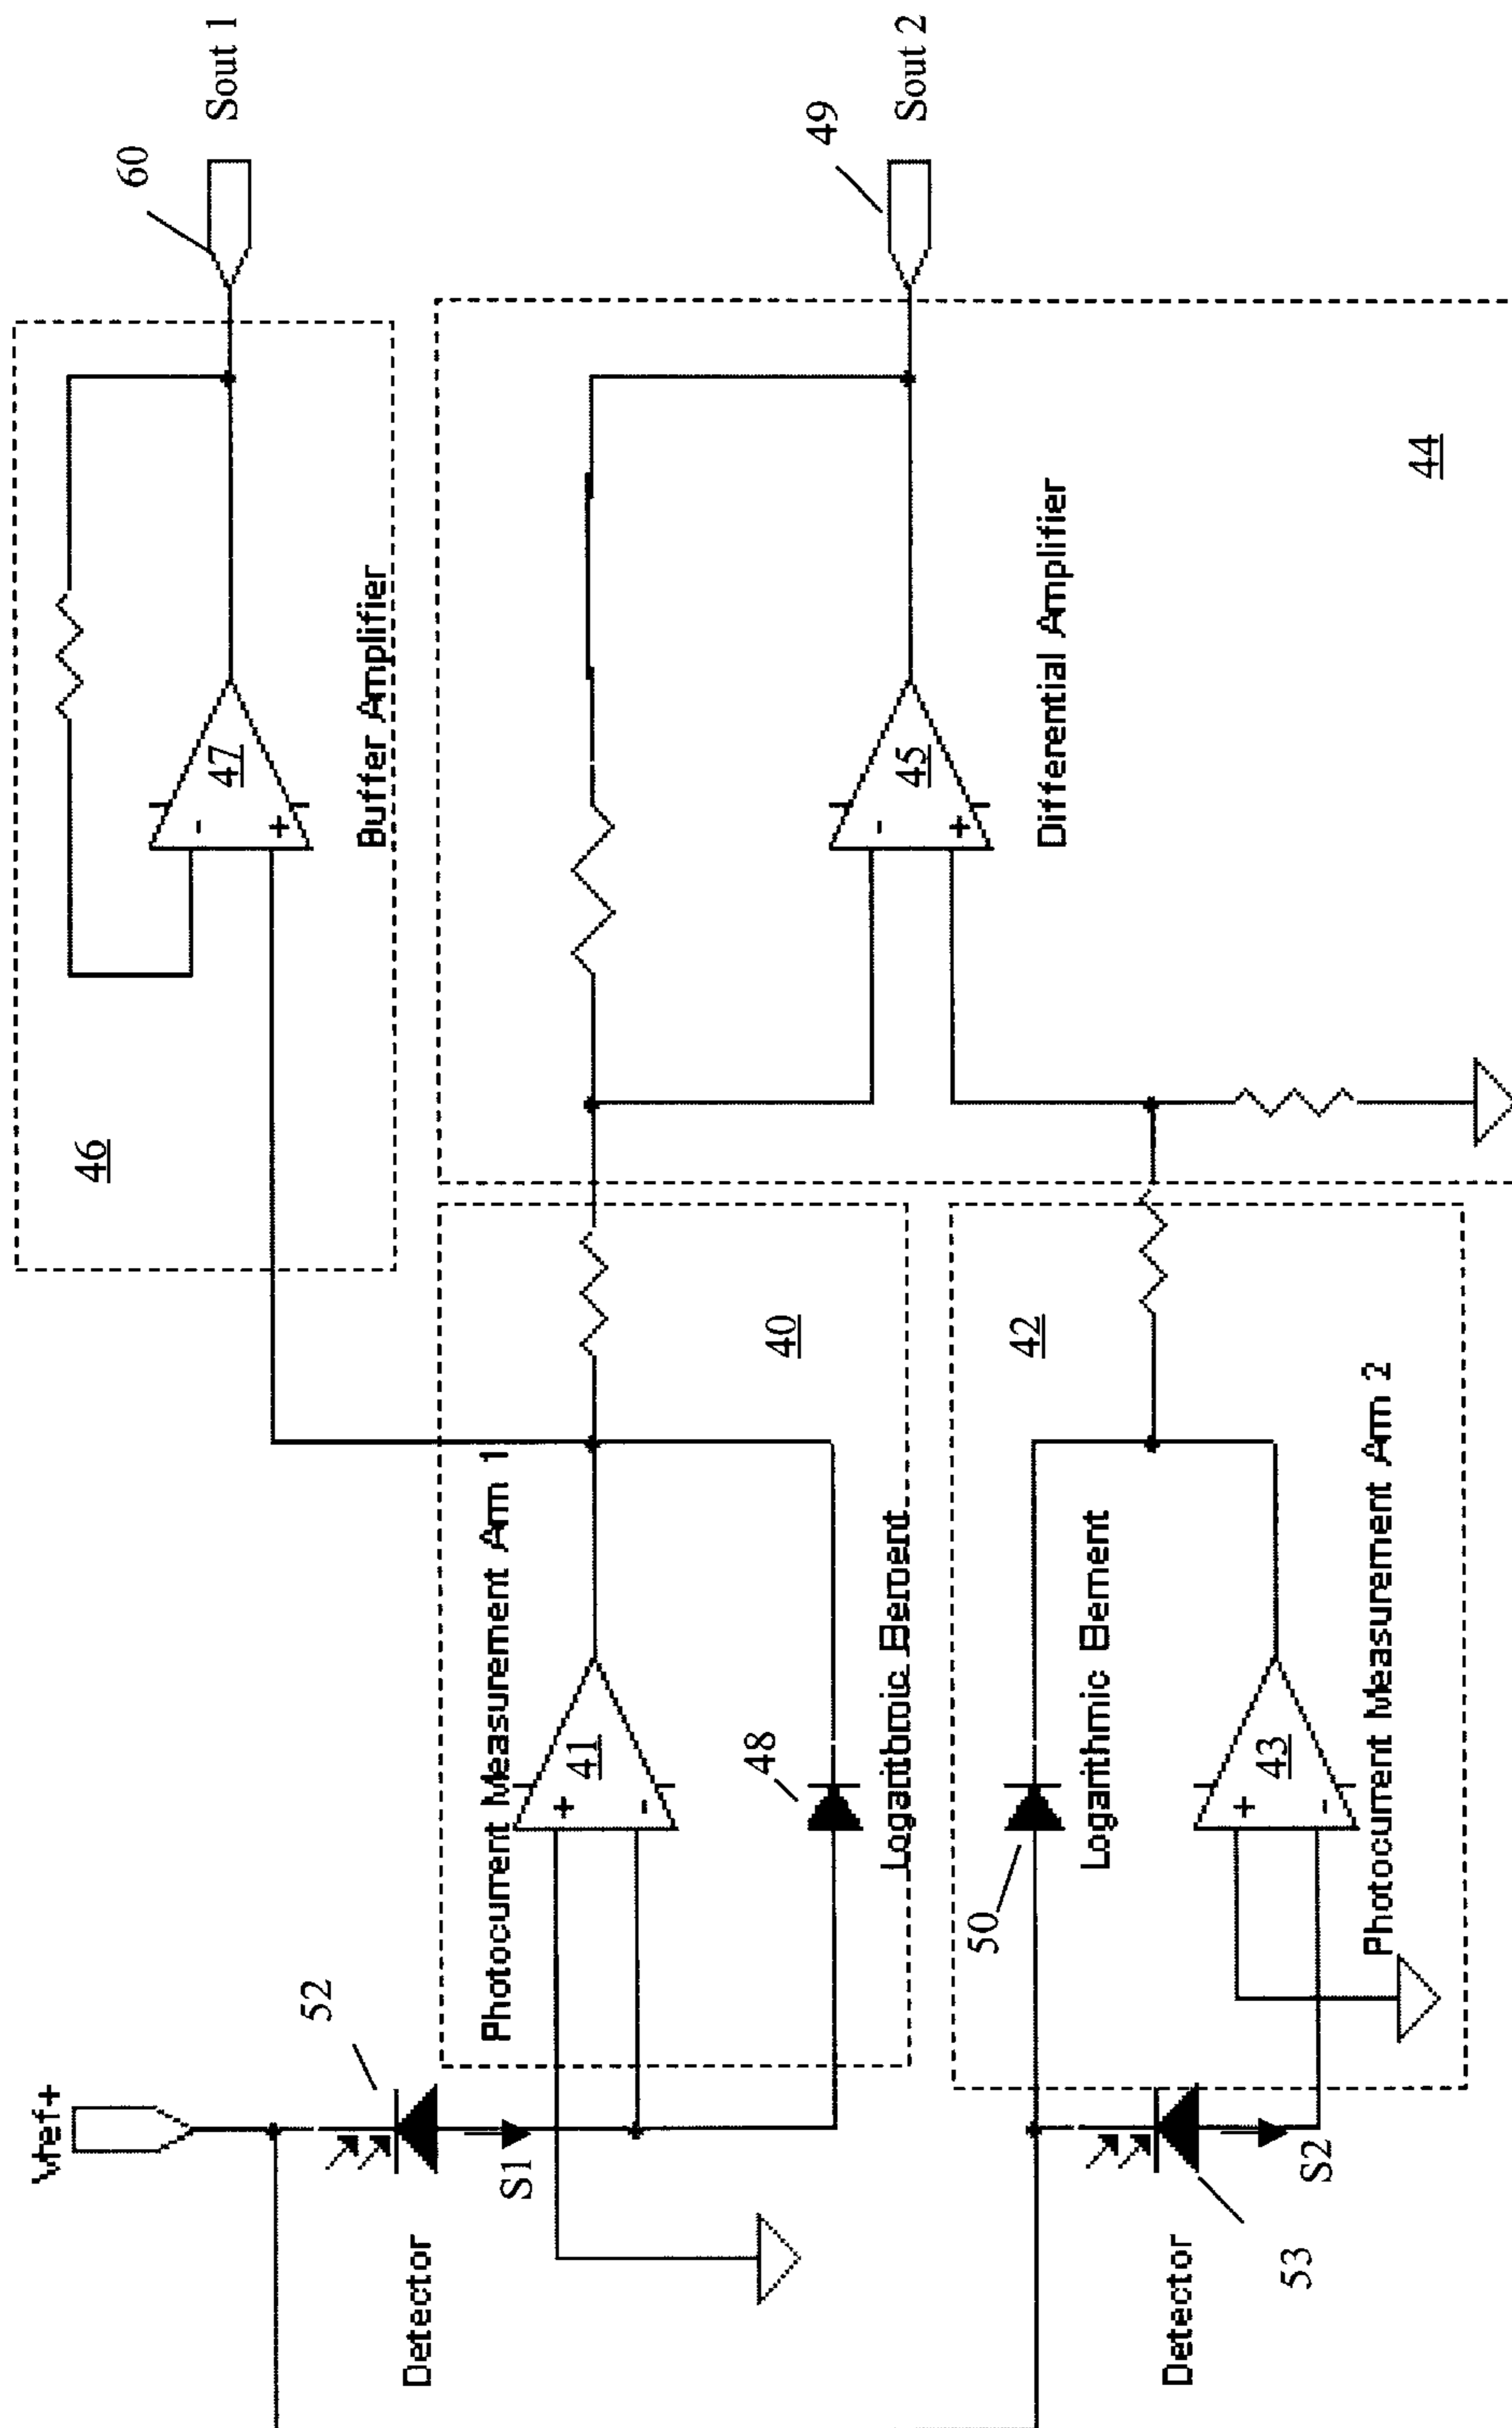 Vref+
52
Detector
S1
46
47
Buffer Amplifier
60
Sout 1
Photocurrent Measurement Arm 1
+
-
41
48
Logarithmic Element
40
-
+
-
+
45
Differential Amplifier
49
Sout 2
44
50
Logarithmic Element
42
Detector
53
S2
+
-
43
Photocurrent Measurement Arm 2